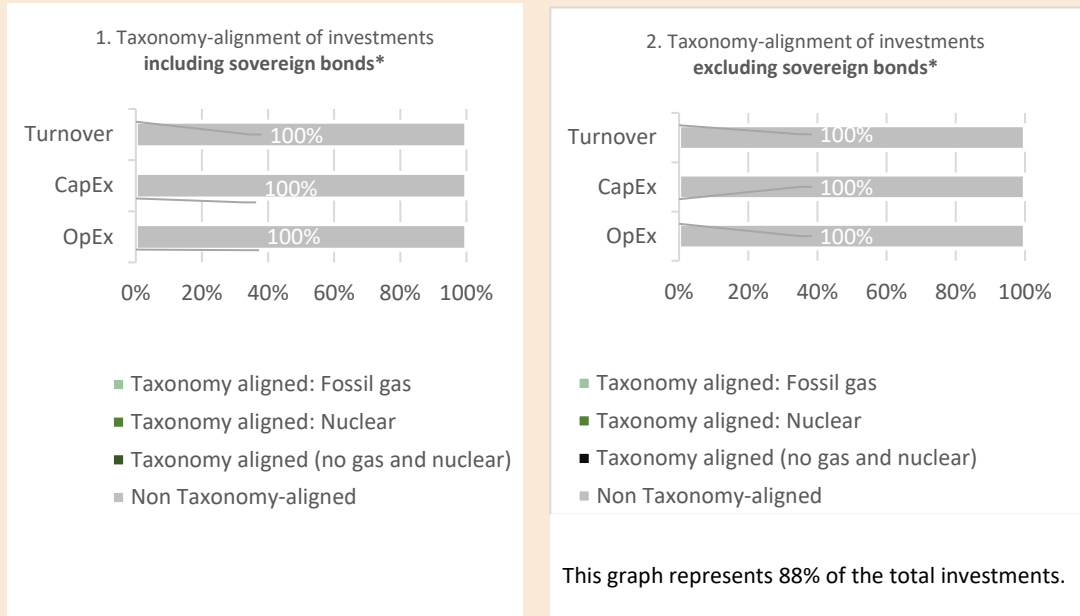 1. Taxonomy-alignment of investments
including sovereign bonds*
Turnover
100%
CapEx
100%
OpEx
100%
0% 20% 40% 60% 80% 100%
Taxonomy aligned: Fossil gas
Taxonomy aligned: Nuclear
Taxonomy aligned (no gas and nuclear)
Non Taxonomy-aligned
2. Taxonomy-alignment of investments
excluding sovereign bonds*
Turnover
100%
CapEx
100%
OpEx
100%
0% 20% 40% 60% 80% 100%
Taxonomy aligned: Fossil gas
Taxonomy aligned: Nuclear
Taxonomy aligned (no gas and nuclear)
Non Taxonomy-aligned
This graph represents 88% of the total investments.